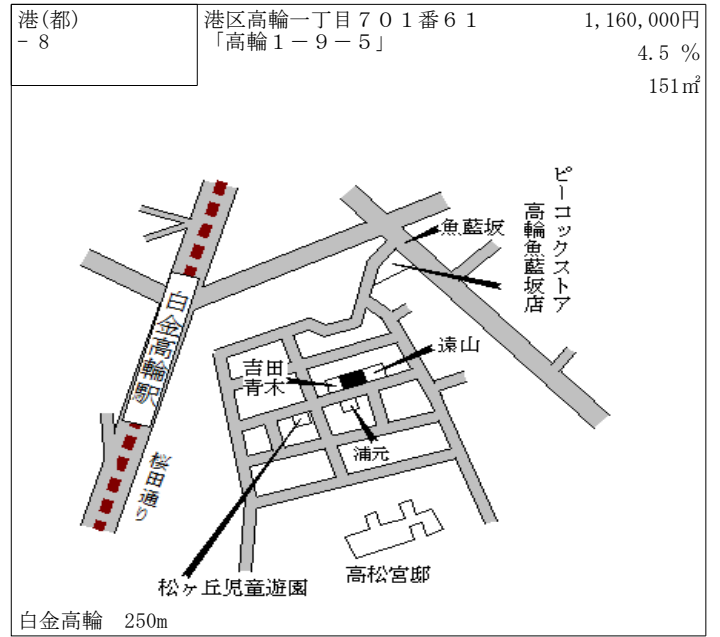 港(都)
－８
港区高輪一丁目７０１番６１
「高輪１－９－５」
1,160,000円
4.5 %
151㎡
ピーコックストア
高輪魚藍坂店
魚藍坂
白金高輪駅
遠山
吉田
青木
浦元
桜田通り
松ヶ丘児童遊園
高松宮邸
白金高輪　250m